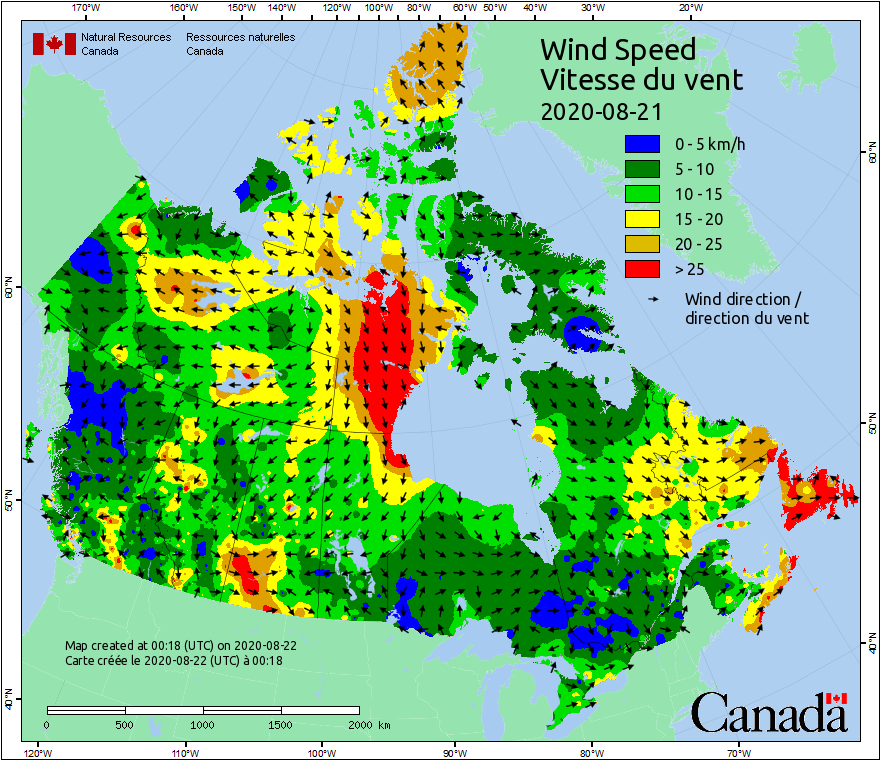 170°W 160°W 150°W 140°W 130°W 120°W 110°W 100°W 90°W 80°W 70°W 60°W 50°W 40°W 30°W 20°W
Natural Resources Ressources naturelles
Canada Canada
Wind Speed
Vitesse du vent
2020-08-21
0 - 5 km/h
5 - 10
10 - 15
15 - 20
20 - 25
> 25
Wind direction /
direction du vent
60°N
60°N
50°N
50°N
40°N
40°N
Map created at 00:18 (UTC) on 2020-08-22
Carte créée le 2020-08-22 (UTC) à 00:18
0 500 1000 1500 2000 km
Canada
120°W 110°W 100°W 90°W 80°W 70°W